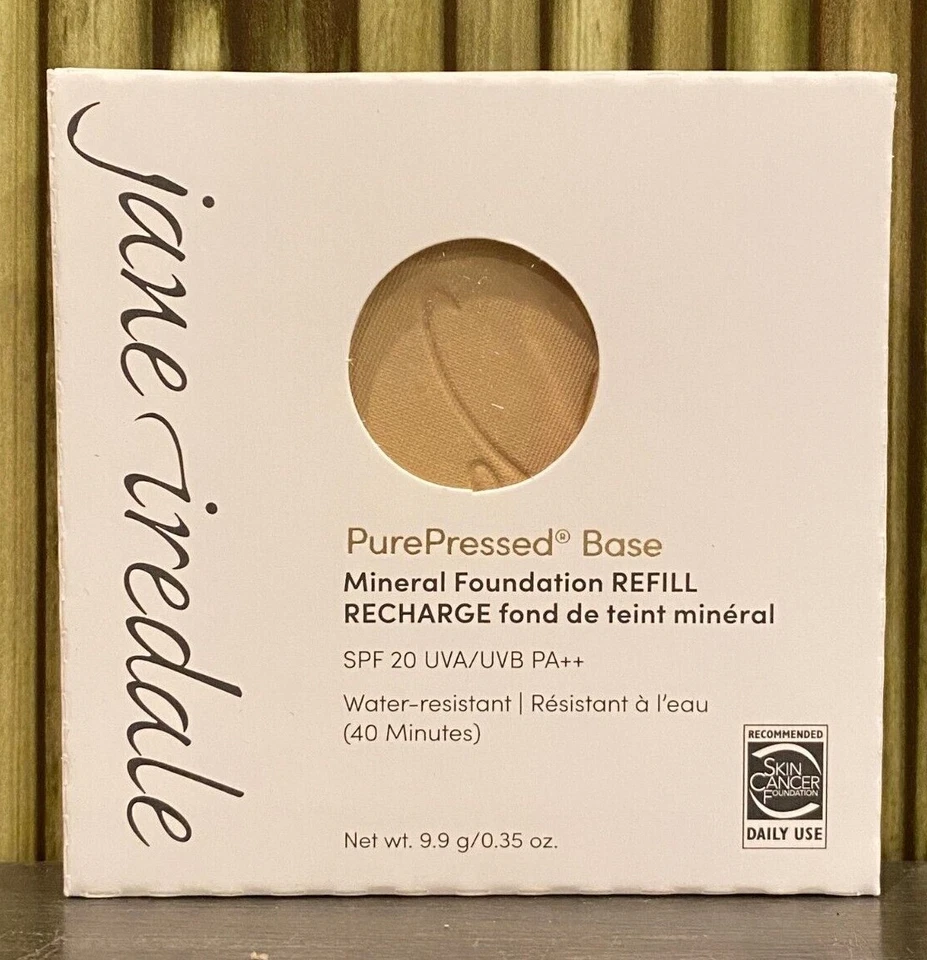 jane iredale
PurePressed® Base
Mineral Foundation REFILL
RECHARGE fond de teint minéral
SPF 20 UVA/UVB PA++
Water-resistant | Résistant à l'eau
(40 Minutes)
Net wt. 9.9 g/0.35 oz.
RECOMMENDED
SKIN
CANCER
FOUNDATION
DAILY USE